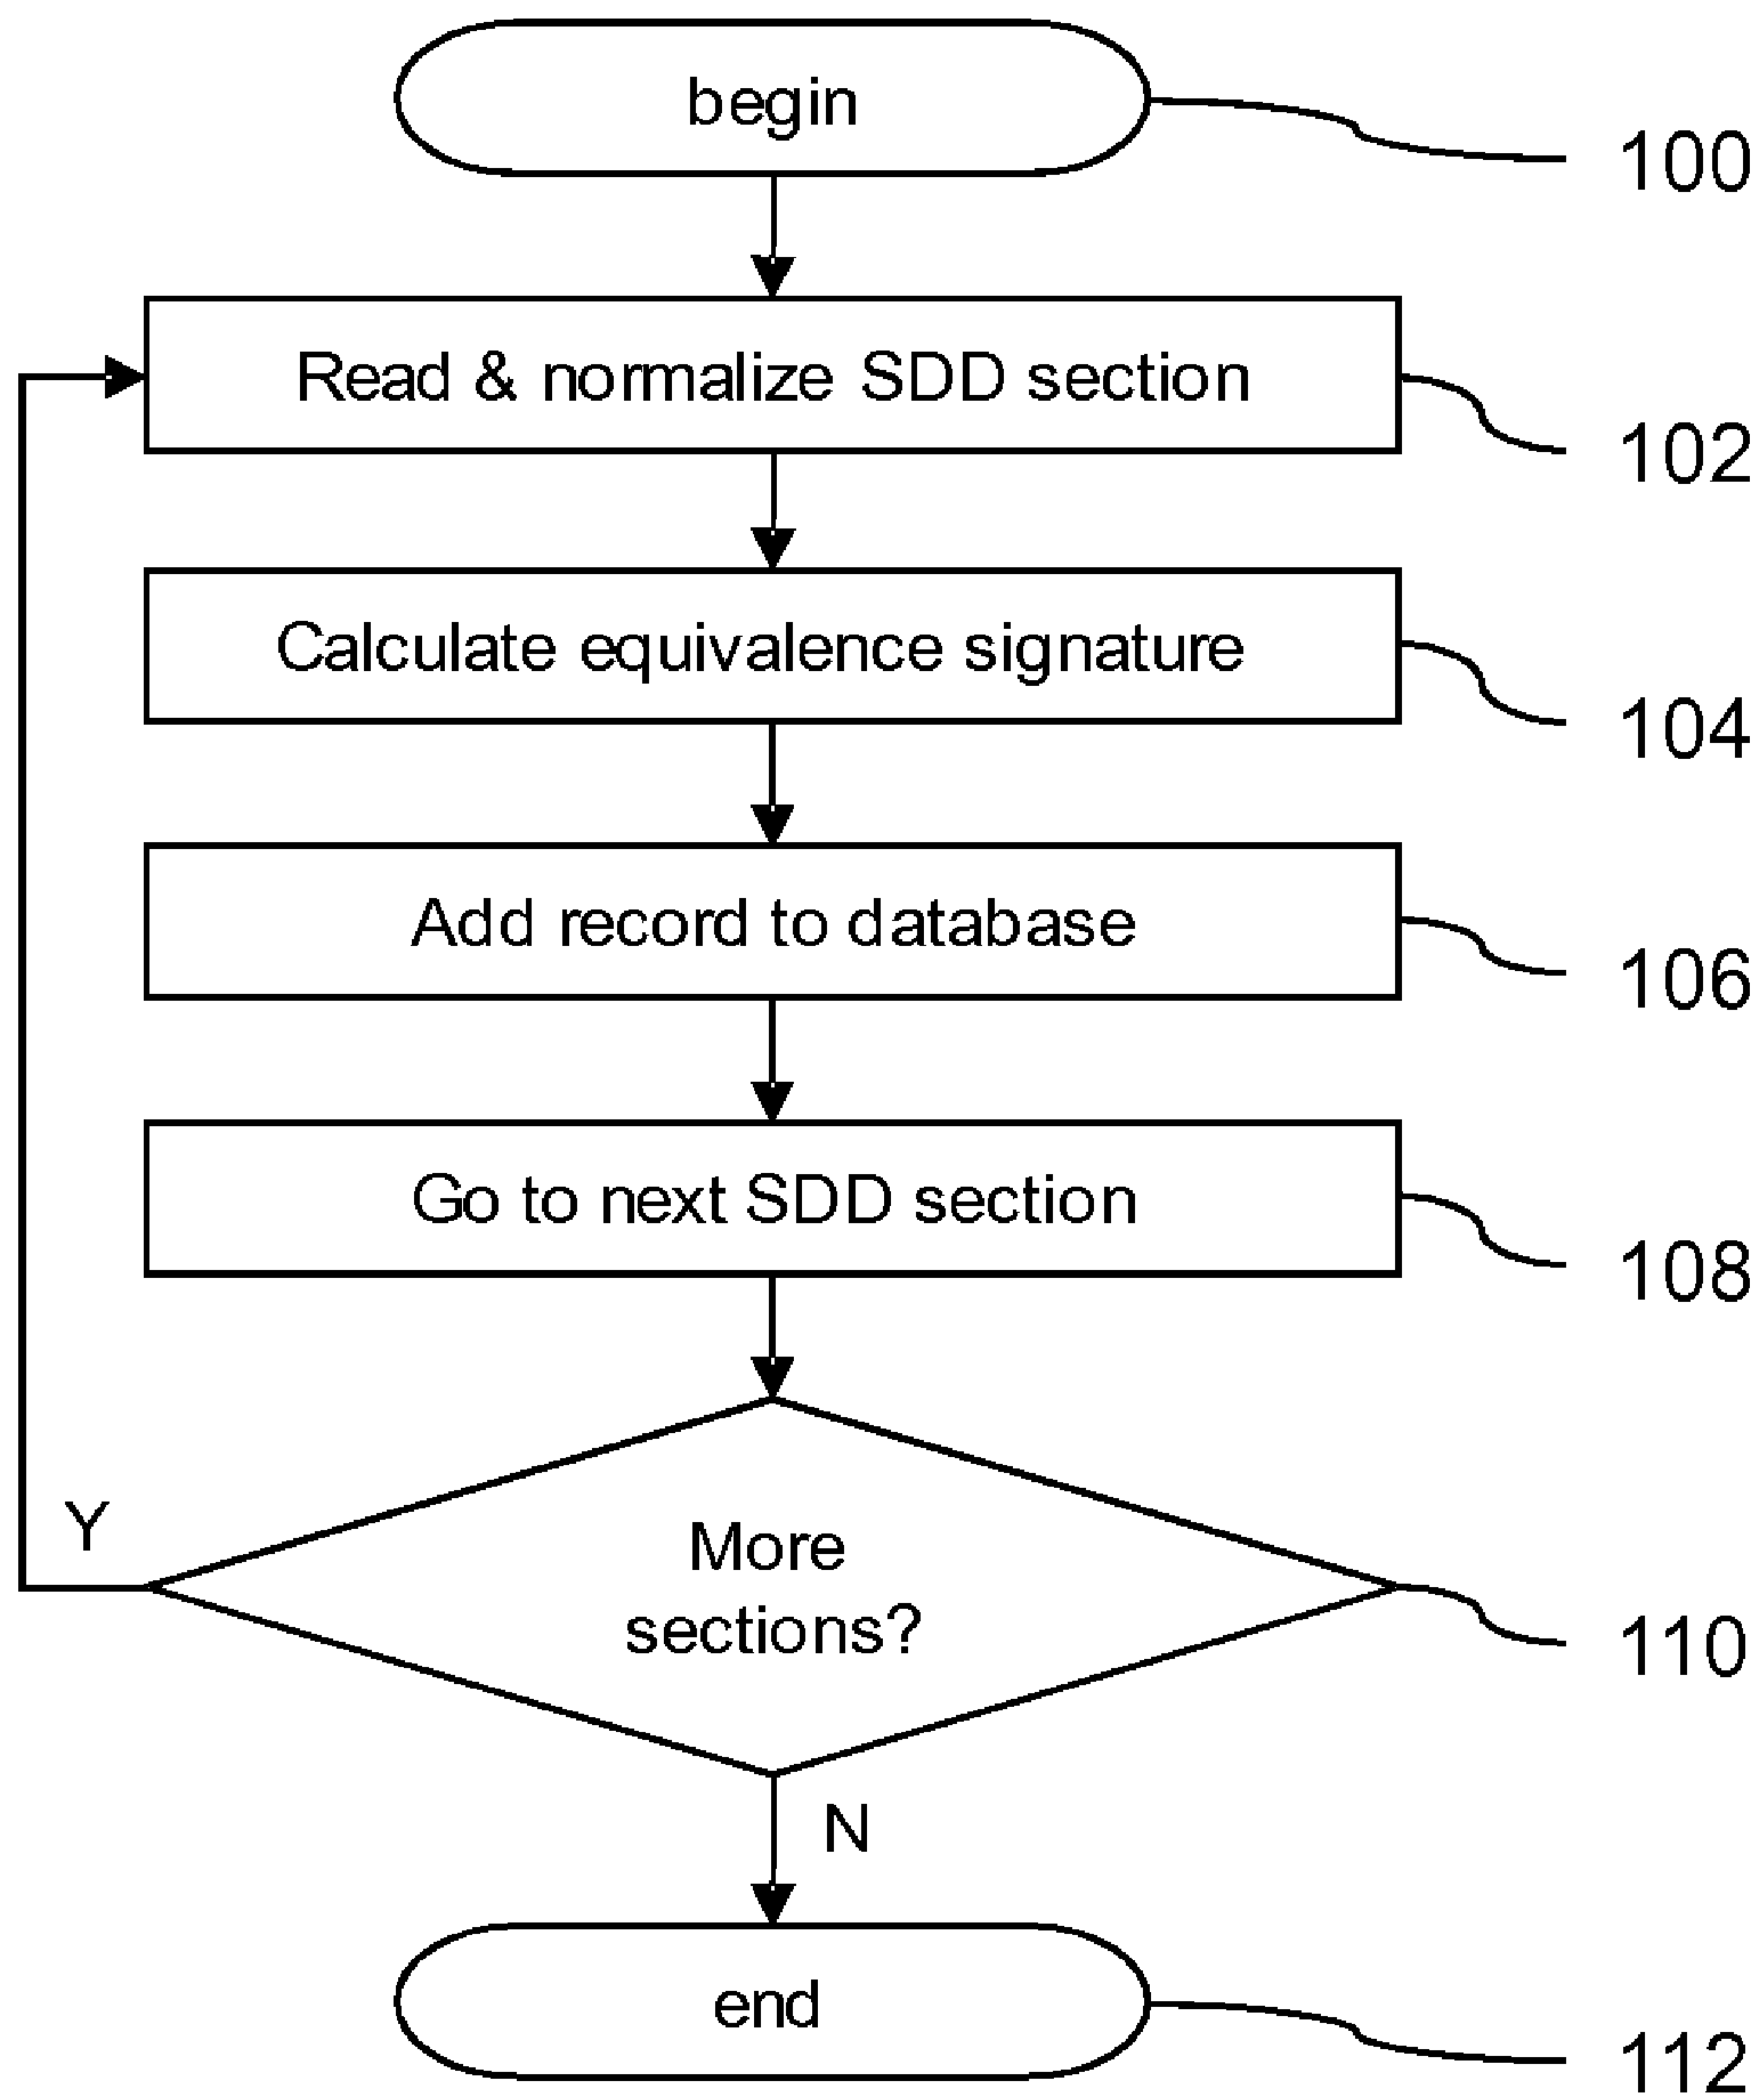 begin
100
Read & normalize SDD section
102
Calculate equivalence signature
104
Add record to database
106
Go to next SDD section
108
Y
More
sections?
110
N
end
112